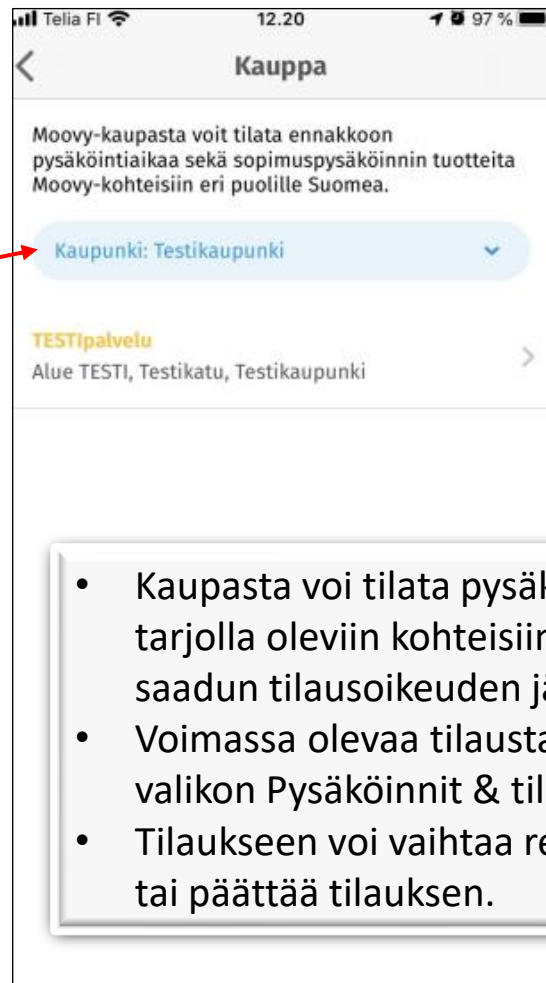 Telia FI 12.20 97 %
Kauppa
Moovy-kaupasta voit tilata ennakkoon
pysäköintiaikaa sekä sopimuspysäköinnin tuotteita
Moovy-kohteisiin eri puolille Suomea.
Kaupunki: Testikaupunki
TESTIpalvelu
Alue TESTI, Testikatu, Testikaupunki
• Kaupasta voi tilata
tarjolla oleviin kohteisiin
saadun tilausoikeuden
• Voimassa olevaa
valikon Pysäköinnit &
• Tilaukseen voi vaihtaa
tai päättää tilauksen.